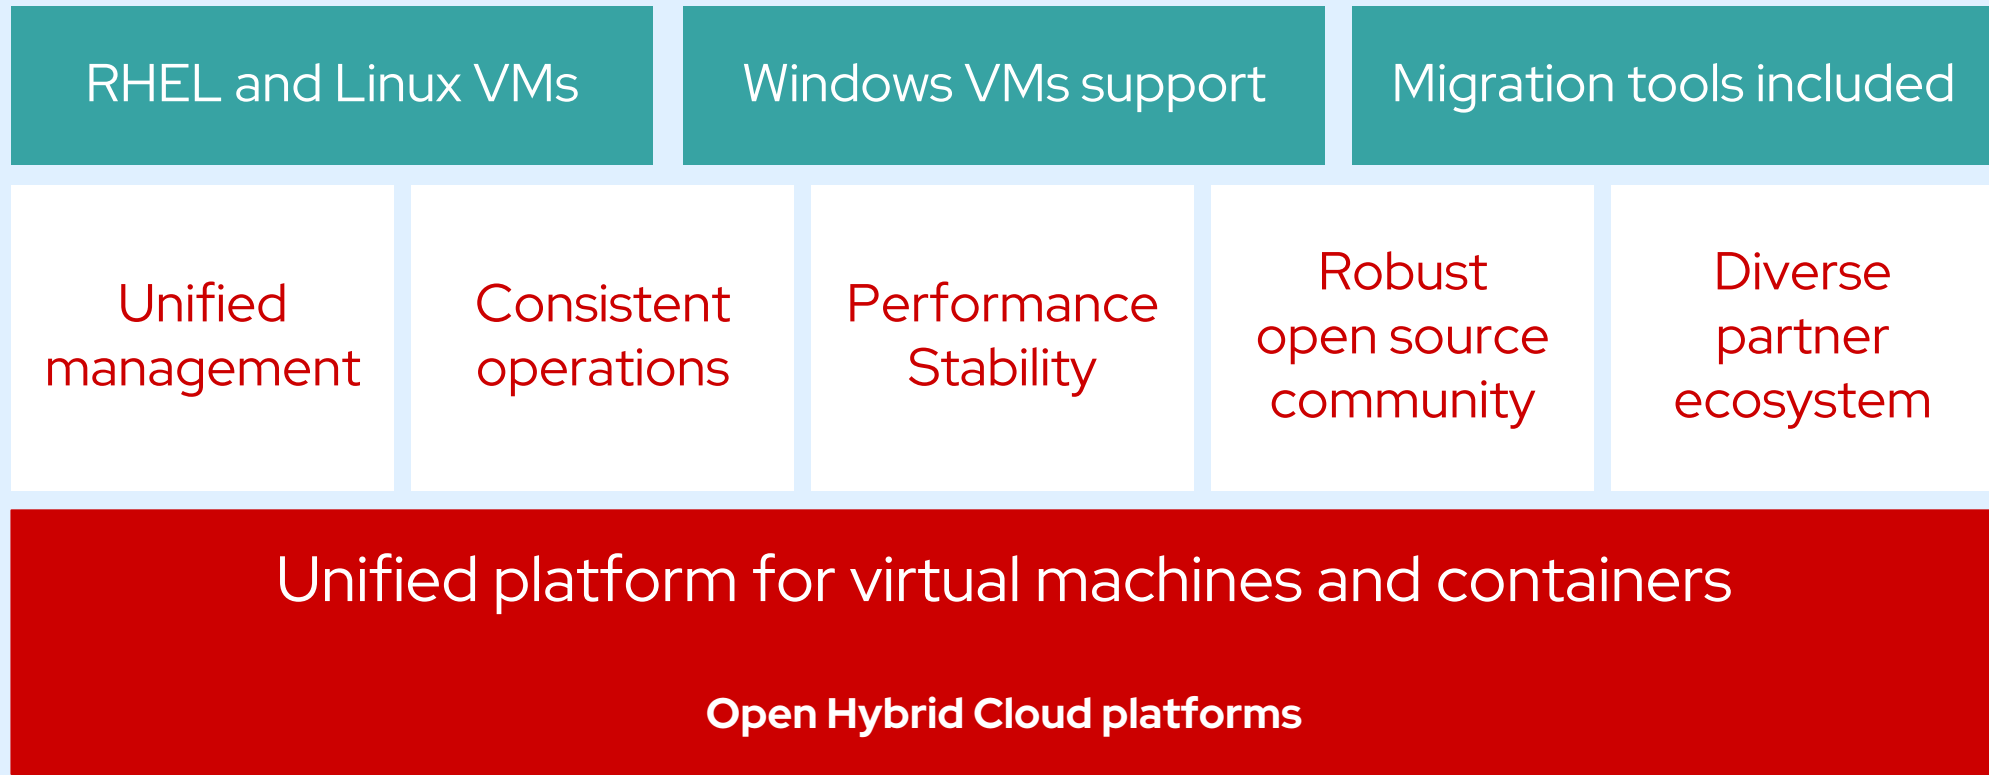 RHEL and Linux VMs
Windows VMs support
Migration tools included
Unified
management
Consistent
operations
Performance
Stability
Robust
open source
community
Diverse
partner
ecosystem
Unified platform for virtual machines and containers
Open Hybrid Cloud platforms